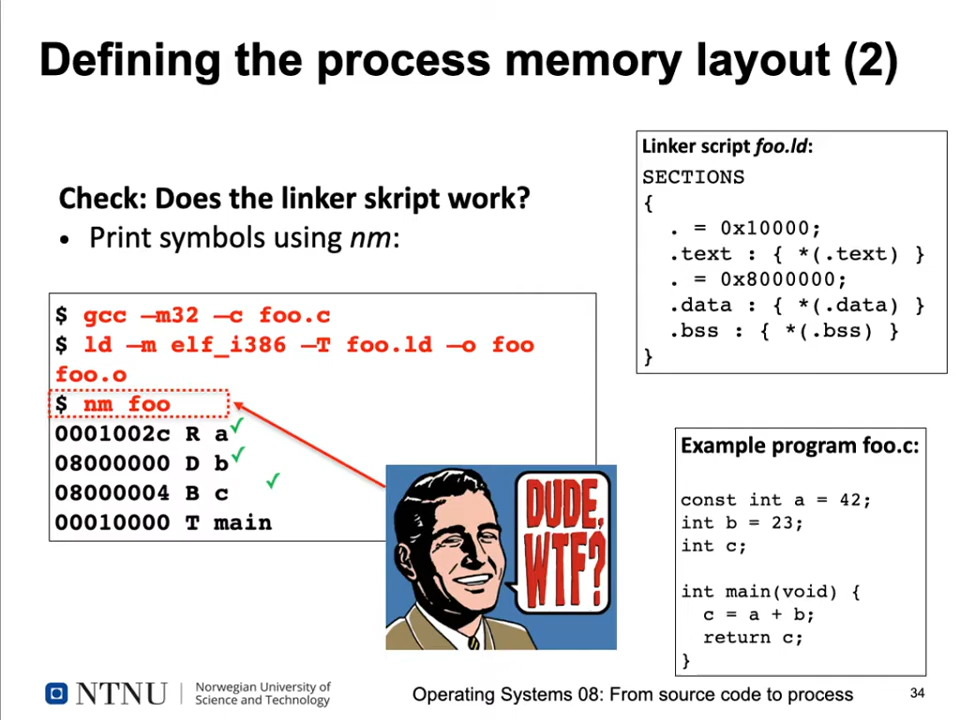 Defining the process memory layout (2)
Check: Does the linker skript work?
• Print symbols using nm:
$ gcc –m32 –c foo.c
$ ld –m elf_i386 –T foo.ld –o foo
foo.o
$ nm foo
0001002c R a✓
08000000 D b✓
08000004 B c ✓
00010000 T main
DUDE,
WTF?
Linker script foo.ld:
SECTIONS
{
. = 0x10000;
.text : { *(.text) }
. = 0x8000000;
.data : { *(.data) }
.bss : { *(.bss) }
}
Example program foo.c:
const int a = 42;
int b = 23;
int c;
int main(void) {
c = a + b;
return c;
}
NTNU
Norwegian University of
Science and Technology
Operating Systems 08: From source code to process
34